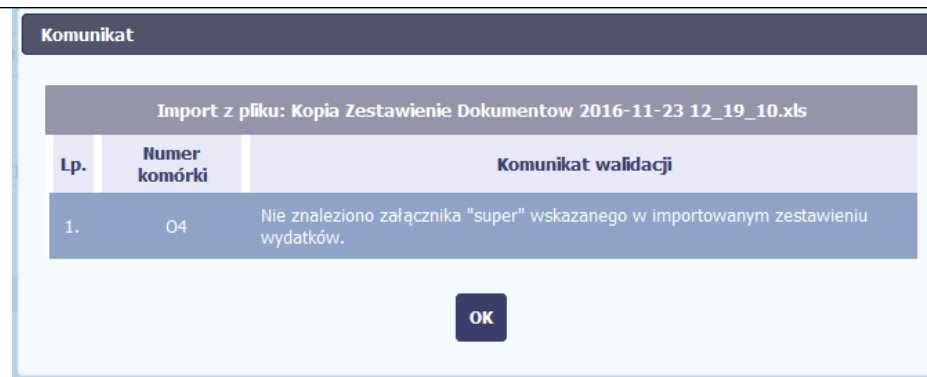 Komunikat
Import z pliku: Kopia Zestawienie Dokumentow 2016-11-23 12_19_10.xls
Lp.
Numer
komórki
Komunikat walidacji
1.
O4
Nie znaleziono załącznika "super" wskazanego w importowanym zestawieniu
wydatków.
OK